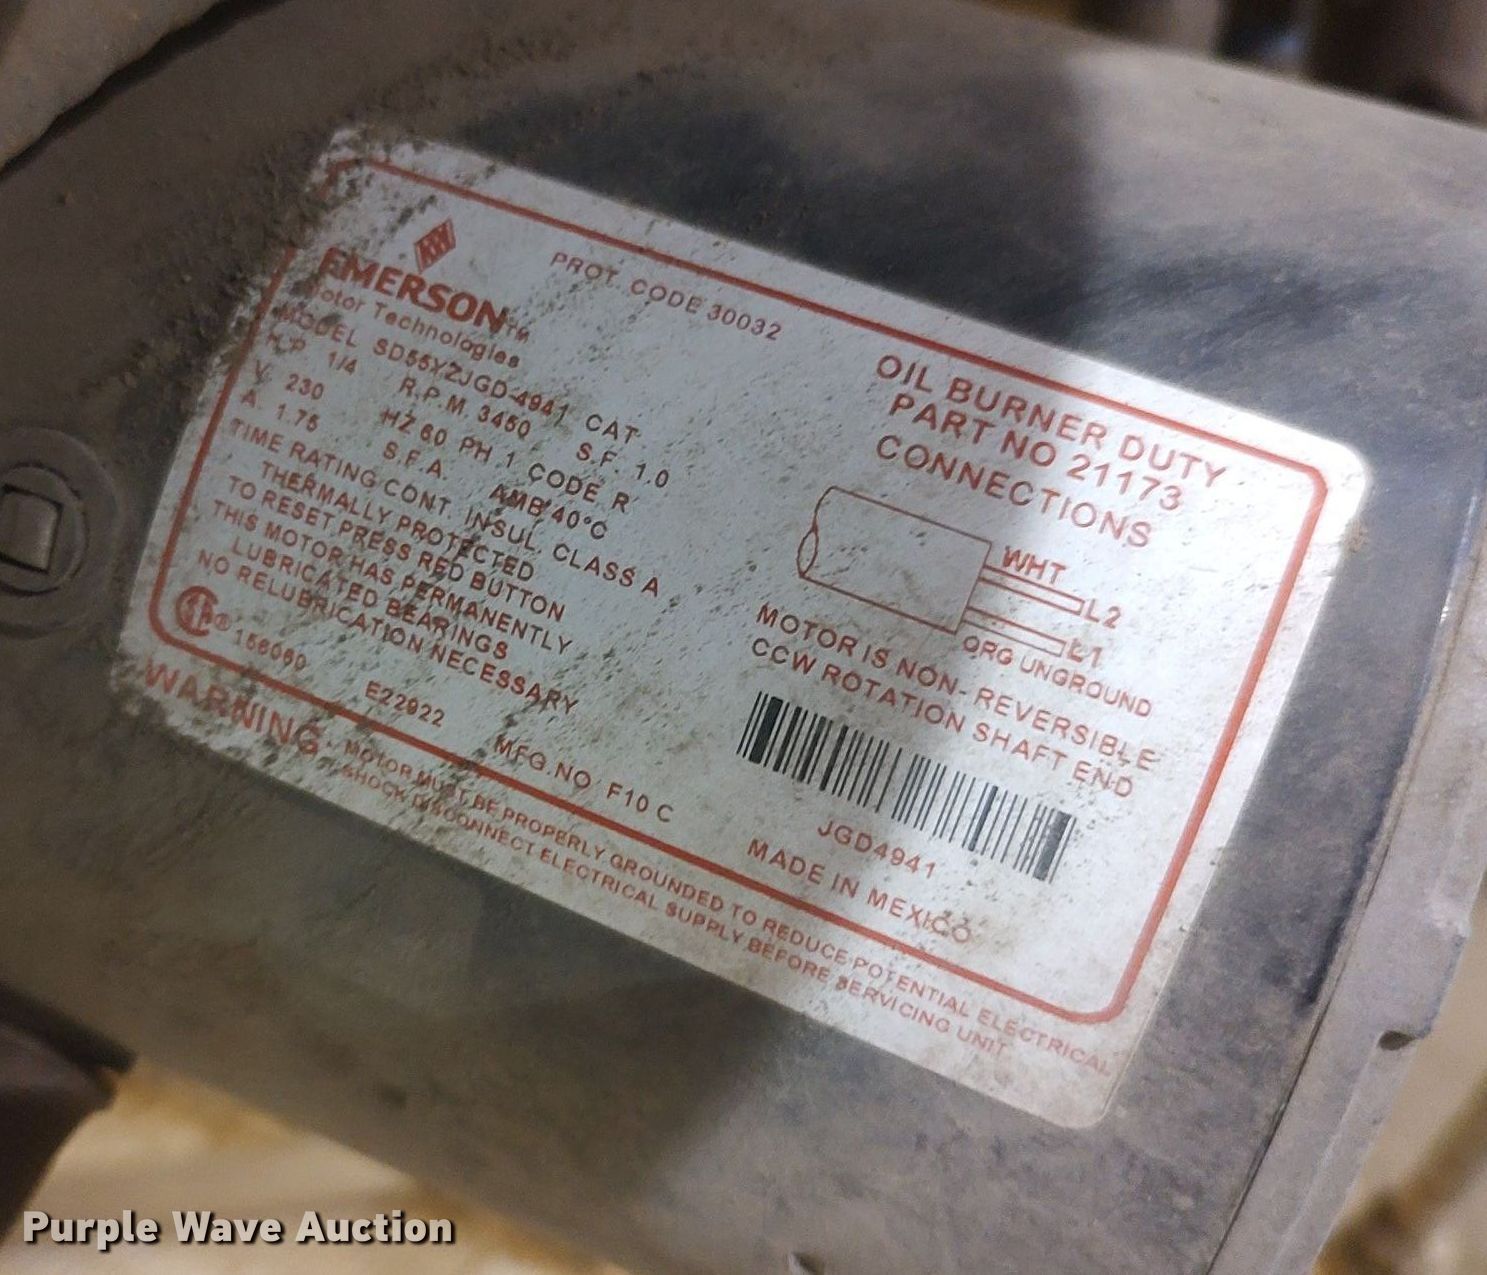 EMERSON™
Motor Technologies
PROT. CODE 30032
MODEL SD55XZJGD-4941 CAT.
H.P. 1/4 R.P.M. 3450 S.F. 1.0
V. 230 HZ 60 PH 1 CODE R
A. 1.75 S.F.A. AMB 40°C
TIME RATING CONT. INSUL. CLASS A
THERMALLY PROTECTED
TO RESET PRESS RED BUTTON
THIS MOTOR HAS PERMANENTLY
LUBRICATED BEARINGS
NO RELUBRICATION NECESSARY
® 156060 E22922 MFG.NO F10 C
OIL BURNER DUTY
PART NO 21173
CONNECTIONS
WHT
L2
L1
ORG UNGROUND
MOTOR IS NON-REVERSIBLE
CCW ROTATION SHAFT END
JGD4941
MADE IN MEXICO
WARNING - MOTOR MUST BE PROPERLY GROUNDED TO REDUCE POTENTIAL ELECTRICAL
SHOCK DISCONNECT ELECTRICAL SUPPLY BEFORE SERVICING UNIT
Purple Wave Auction